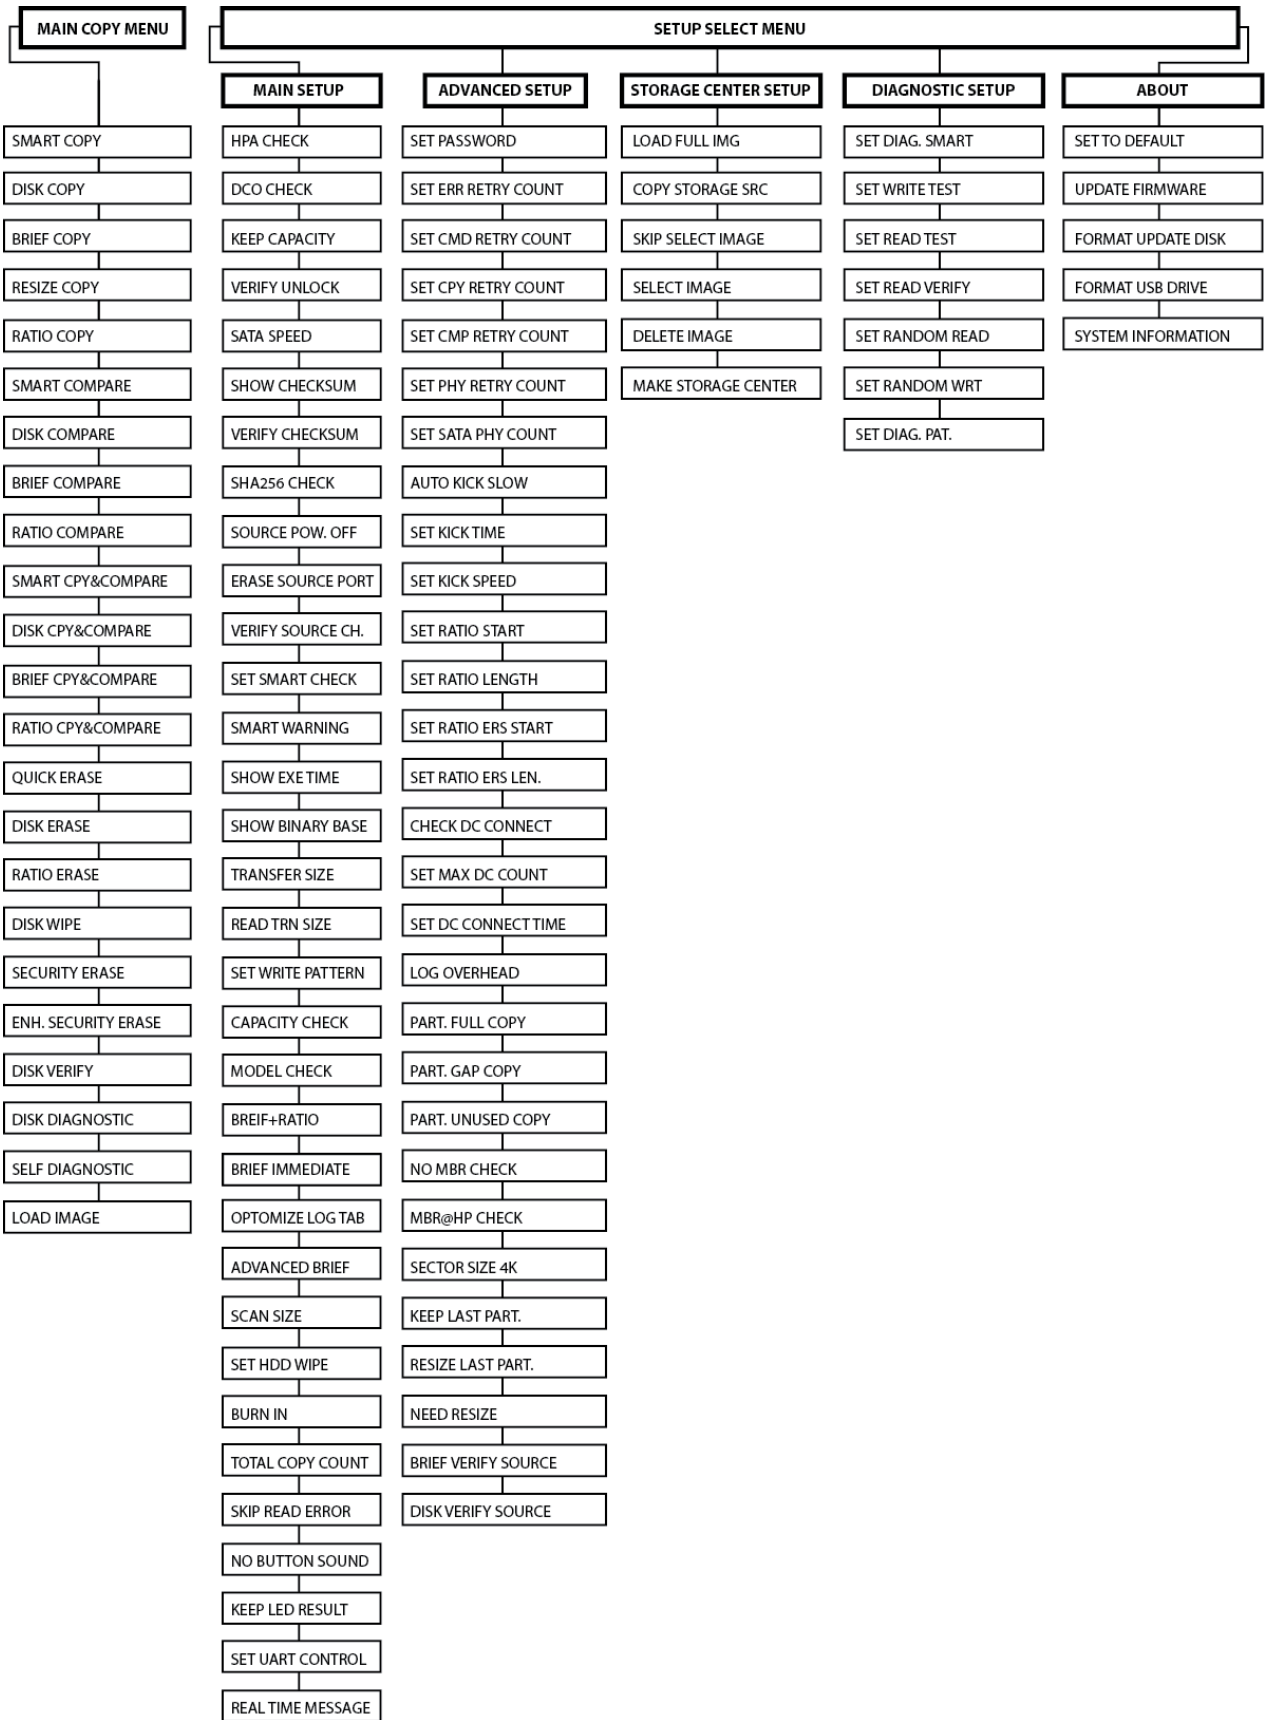 MAIN COPY MENU
SMART COPY
DISK COPY
BRIEF COPY
RESIZE COPY
RATIO COPY
SMART COMPARE
DISK COMPARE
BRIEF COMPARE
RATIO COMPARE
SMART CPY&COMPARE
DISK CPY&COMPARE
BRIEF CPY&COMPARE
RATIO CPY&COMPARE
QUICK ERASE
DISK ERASE
RATIO ERASE
DISK WIPE
SECURITY ERASE
ENH. SECURITY ERASE
DISK VERIFY
DISK DIAGNOSTIC
SELF DIAGNOSTIC
LOAD IMAGE
SETUP SELECT MENU
MAIN SETUP
HPA CHECK
DCO CHECK
KEEP CAPACITY
VERIFY UNLOCK
SATA SPEED
SHOW CHECKSUM
VERIFY CHECKSUM
SHA256 CHECK
SOURCE POW. OFF
ERASE SOURCE PORT
VERIFY SOURCE CH.
SET SMART CHECK
SMART WARNING
SHOW EXE TIME
SHOW BINARY BASE
TRANSFER SIZE
READ TRN SIZE
SET WRITE PATTERN
CAPACITY CHECK
MODEL CHECK
BREIF+RATIO
BRIEF IMMEDIATE
OPTOMIZE LOG TAB
ADVANCED BRIEF
SCAN SIZE
SET HDD WIPE
BURN IN
TOTAL COPY COUNT
SKIP READ ERROR
NO BUTTON SOUND
KEEP LED RESULT
SET UART CONTROL
REAL TIME MESSAGE
ADVANCED SETUP
SET PASSWORD
SET ERR RETRY COUNT
SET CMD RETRY COUNT
SET CPY RETRY COUNT
SET CMP RETRY COUNT
SET PHY RETRY COUNT
SET SATA PHY COUNT
AUTO KICK SLOW
SET KICK TIME
SET KICK SPEED
SET RATIO START
SET RATIO LENGTH
SET RATIO ERS START
SET RATIO ERS LEN.
CHECK DC CONNECT
SET MAX DC COUNT
SET DC CONNECT TIME
LOG OVERHEAD
PART. FULL COPY
PART. GAP COPY
PART. UNUSED COPY
NO MBR CHECK
MBR@HP CHECK
SECTOR SIZE 4K
KEEP LAST PART.
RESIZE LAST PART.
NEED RESIZE
BRIEF VERIFY SOURCE
DISK VERIFY SOURCE
STORAGE CENTER SETUP
LOAD FULL IMG
COPY STORAGE SRC
SKIP SELECT IMAGE
SELECT IMAGE
DELETE IMAGE
MAKE STORAGE CENTER
DIAGNOSTIC SETUP
SET DIAG. SMART
SET WRITE TEST
SET READ TEST
SET READ VERIFY
SET RANDOM READ
SET RANDOM WRT
SET DIAG. PAT.
ABOUT
SET TO DEFAULT
UPDATE FIRMWARE
FORMAT UPDATE DISK
FORMAT USB DRIVE
SYSTEM INFORMATION